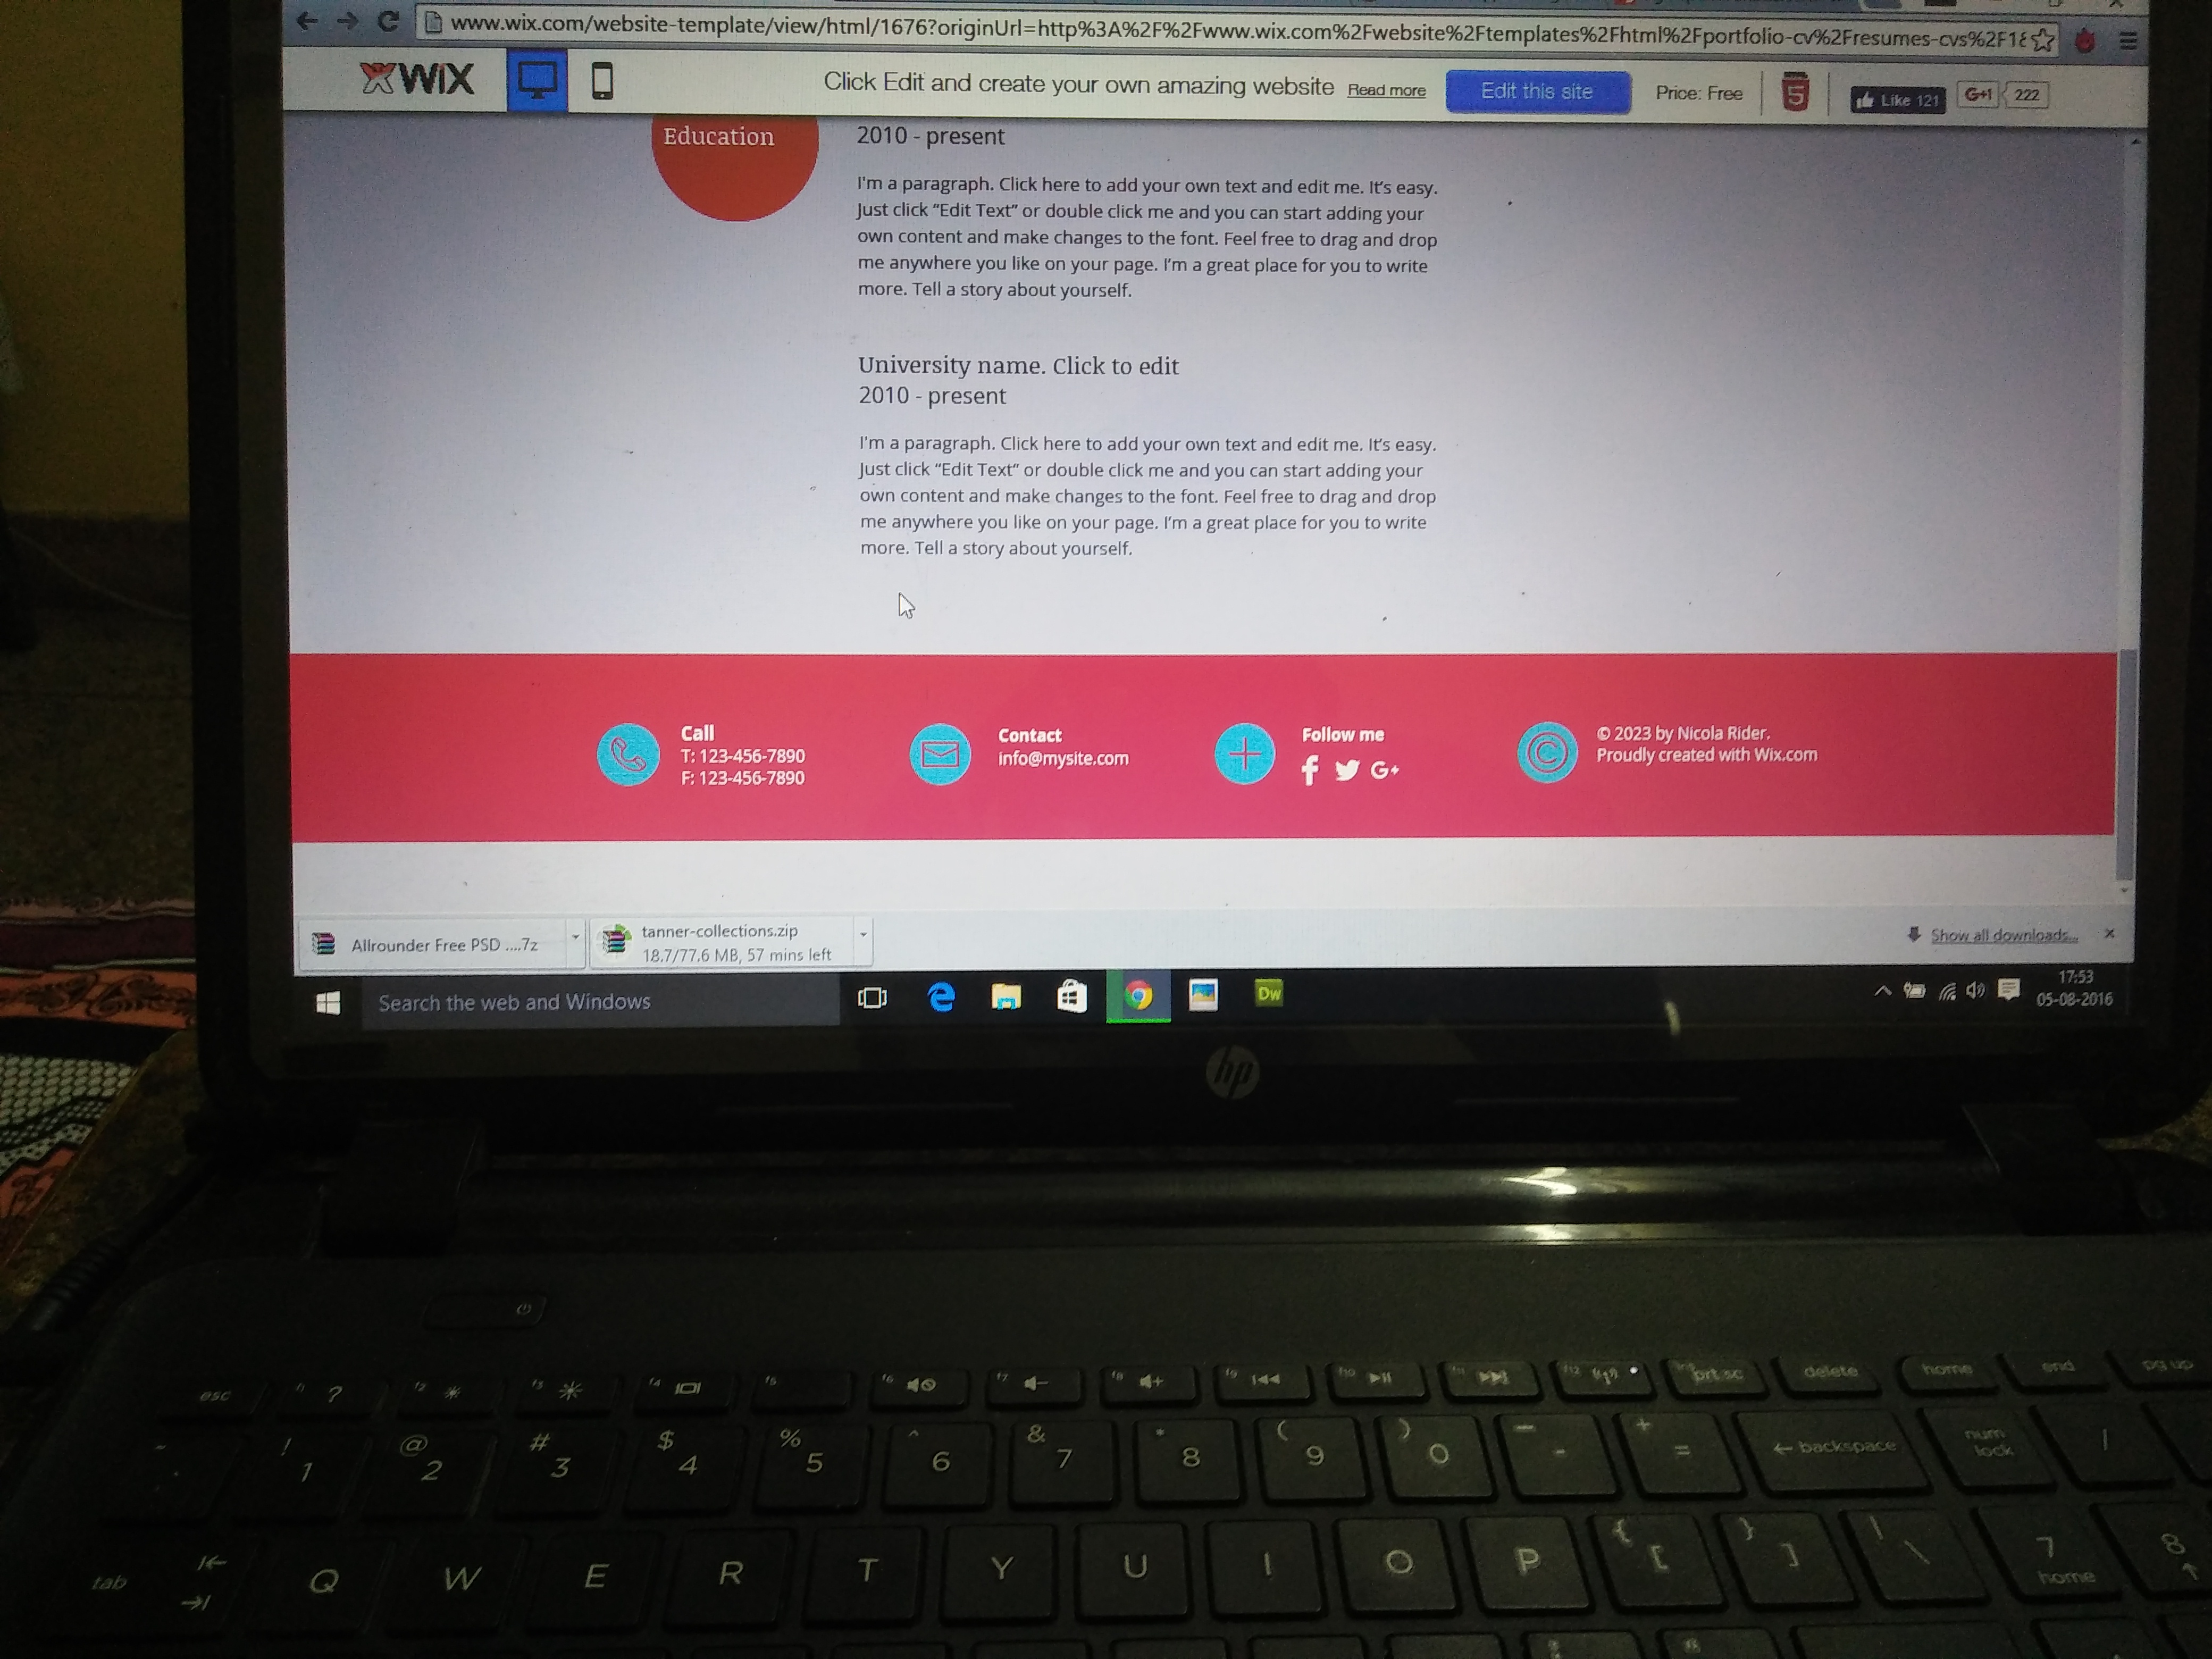 www.wix.com/website-template/view/html/1676?originUrl=http%3A%2F%2Fwww.wix.com%2Fwebsite%2Ftemplates%2Fhtml%2Fportfolio-cv%2Fresumes-cvs%2F1
WiX
Click Edit and create your own amazing website Read more
Edit this site
Price: Free
5
Like 121
G+1
222
Education
2010 - present
I'm a paragraph. Click here to add your own text and edit me. It's easy.
Just click “Edit Text” or double click me and you can start adding your
own content and make changes to the font. Feel free to drag and drop
me anywhere you like on your page. I'm a great place for you to write
more. Tell a story about yourself.
University name. Click to edit
2010 - present
I'm a paragraph. Click here to add your own text and edit me. It's easy.
Just click “Edit Text” or double click me and you can start adding your
own content and make changes to the font. Feel free to drag and drop
me anywhere you like on your page. I'm a great place for you to write
more. Tell a story about yourself.
Call
T: 123-456-7890
F: 123-456-7890
Contact
info@mysite.com
Follow me
f G+
© 2023 by Nicola Rider.
Proudly created with Wix.com
Allrounder Free PSD ....7z
tanner-collections.zip
18.7/77.6 MB, 57 mins left
Show all downloads...
Search the web and Windows
Dw
17:53
05-08-2016
hp
esc f1 ? f2 f3 f4 f5 f6 f7 f8 f9 f10 f11 f12 prt sc delete home end pg up
~ ! 1 @ 2 # 3 $ 4 % 5 ^ 6 & 7 * 8 ( 9 ) 0 - + = ← backspace num lock /
tab Q W E R T Y U I O P { [ } ] | \ 7 home 8